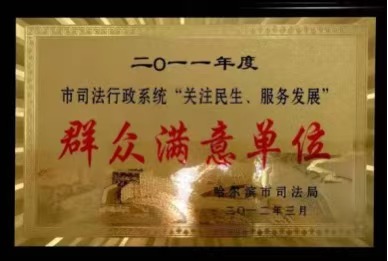 二〇一一年度
市司法行政系统“关注民生、服务发展”
群众满意单位
哈尔滨市司法局
二〇一二年三月